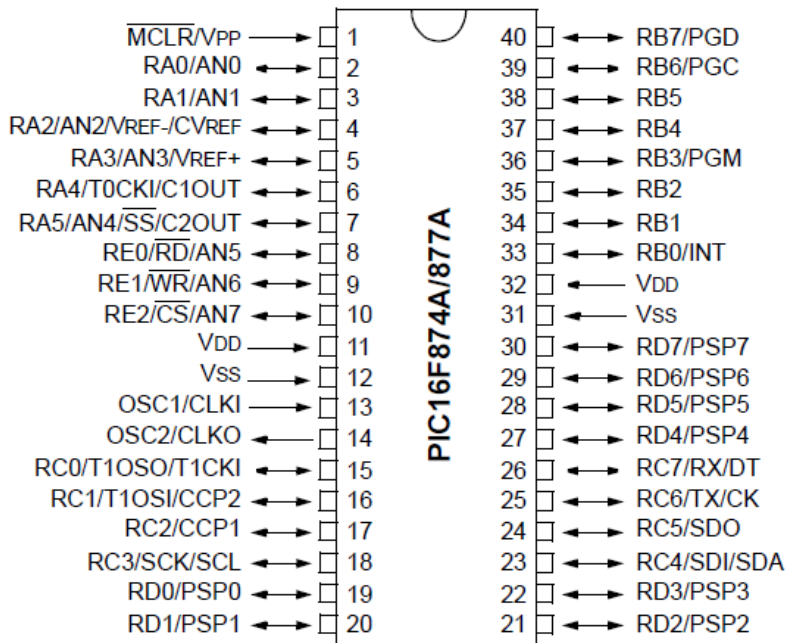 MCLR/VPP 1 40 RB7/PGD
RA0/AN0 2 39 RB6/PGC
RA1/AN1 3 38 RB5
RA2/AN2/VREF-/CVREF 4 37 RB4
RA3/AN3/VREF+ 5 36 RB3/PGM
RA4/T0CKI/C1OUT 6 35 RB2
RA5/AN4/SS/C2OUT 7 34 RB1
RE0/RD/AN5 8 33 RB0/INT
RE1/WR/AN6 9 32 VDD
RE2/CS/AN7 10 31 VSS
VDD 11 30 RD7/PSP7
VSS 12 29 RD6/PSP6
OSC1/CLKI 13 28 RD5/PSP5
OSC2/CLKO 14 27 RD4/PSP4
RC0/T1OSO/T1CKI 15 26 RC7/RX/DT
RC1/T1OSI/CCP2 16 25 RC6/TX/CK
RC2/CCP1 17 24 RC5/SDO
RC3/SCK/SCL 18 23 RC4/SDI/SDA
RD0/PSP0 19 22 RD3/PSP3
RD1/PSP1 20 21 RD2/PSP2
PIC16F874A/877A